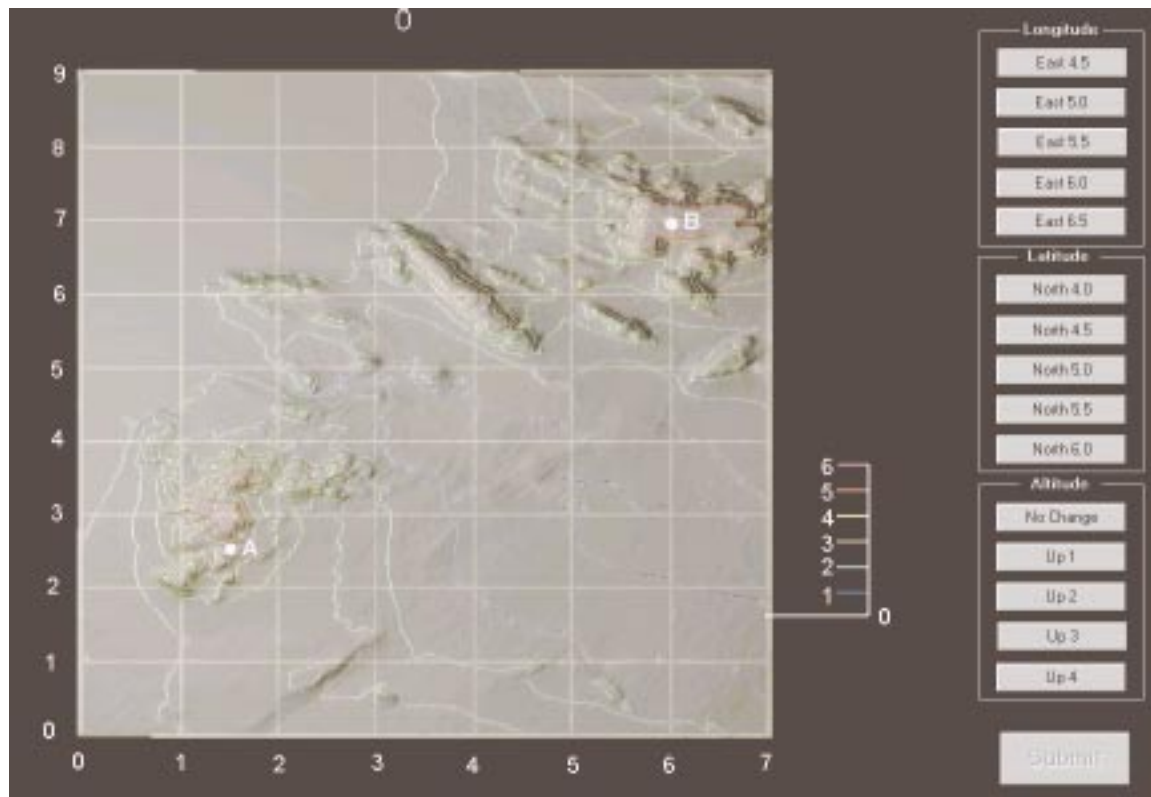 0
9
8
7
6
5
4
3
2
1
0
0 1 2 3 4 5 6 7
A
B
6
5
4
3
2
1
0
Longitude
East 4.5
East 5.0
East 5.5
East 6.0
East 6.5
Latitude
North 4.0
North 4.5
North 5.0
North 5.5
North 6.0
Altitude
No Change
Up 1
Up 2
Up 3
Up 4
Submit